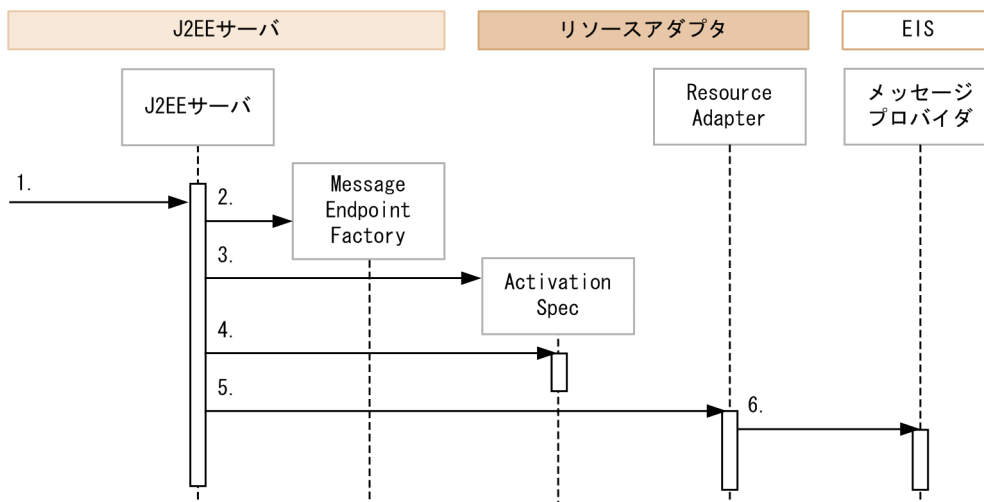 J2EEサーバ
リソースアダプタ
EIS
J2EEサーバ
Resource
Adapter
メッセージ
プロバイダ
1.
2.
Message
Endpoint
Factory
3.
Activation
Spec
4.
5.
6.